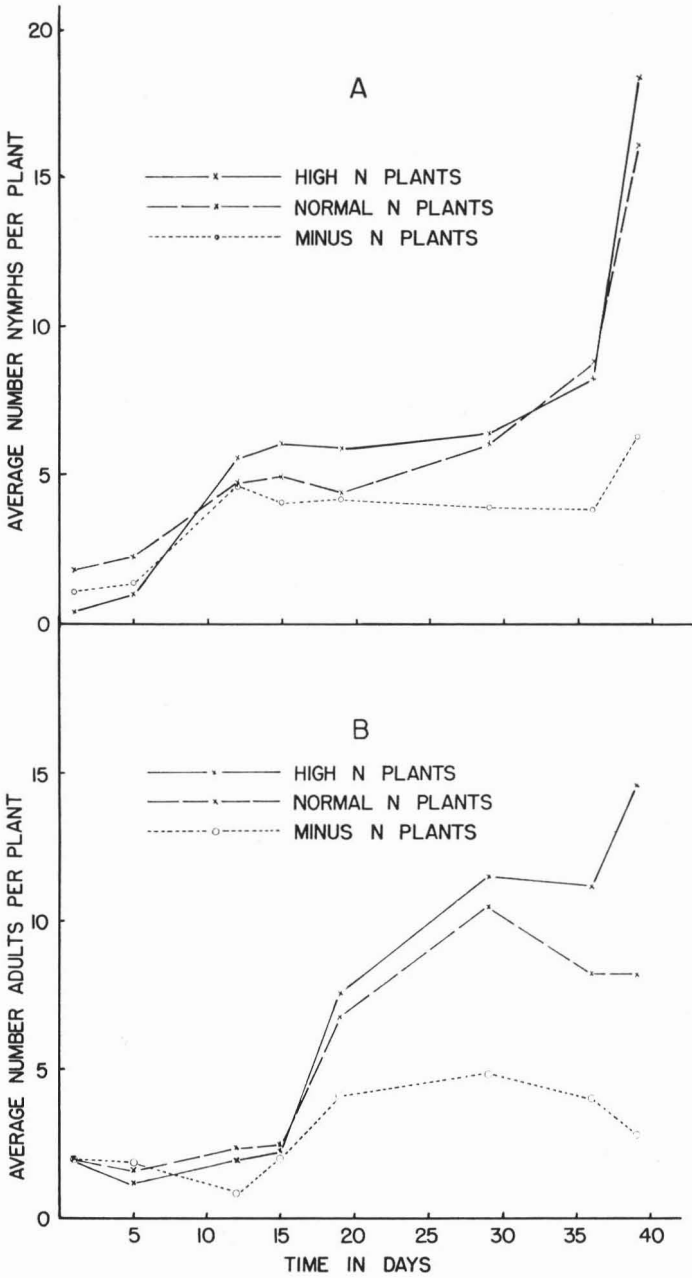 20
A
15
HIGH N PLANTS
NORMAL N PLANTS
MINUS N PLANTS
10
5
0
AVERAGE NUMBER NYMPHS PER PLANT
B
15
HIGH N PLANTS
NORMAL N PLANTS
MINUS N PLANTS
10
5
0
AVERAGE NUMBER ADULTS PER PLANT
5 10 15 20 25 30 35 40
TIME IN DAYS